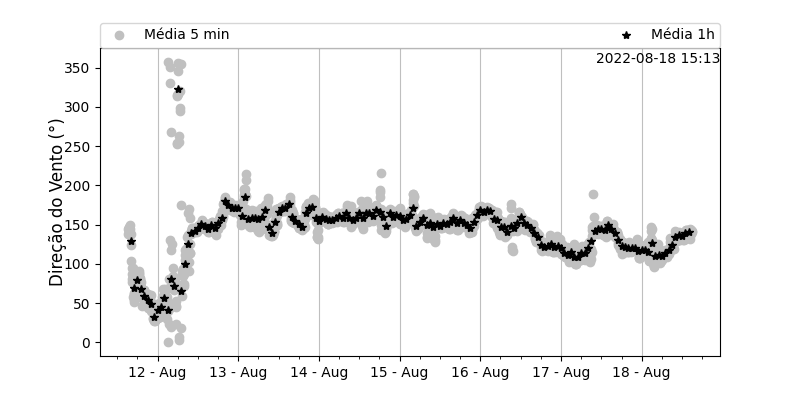 Média 5 min
Média 1h
2022-08-18 15:13
Direção do Vento (°)
350
300
250
200
150
100
50
0
12 - Aug
13 - Aug
14 - Aug
15 - Aug
16 - Aug
17 - Aug
18 - Aug